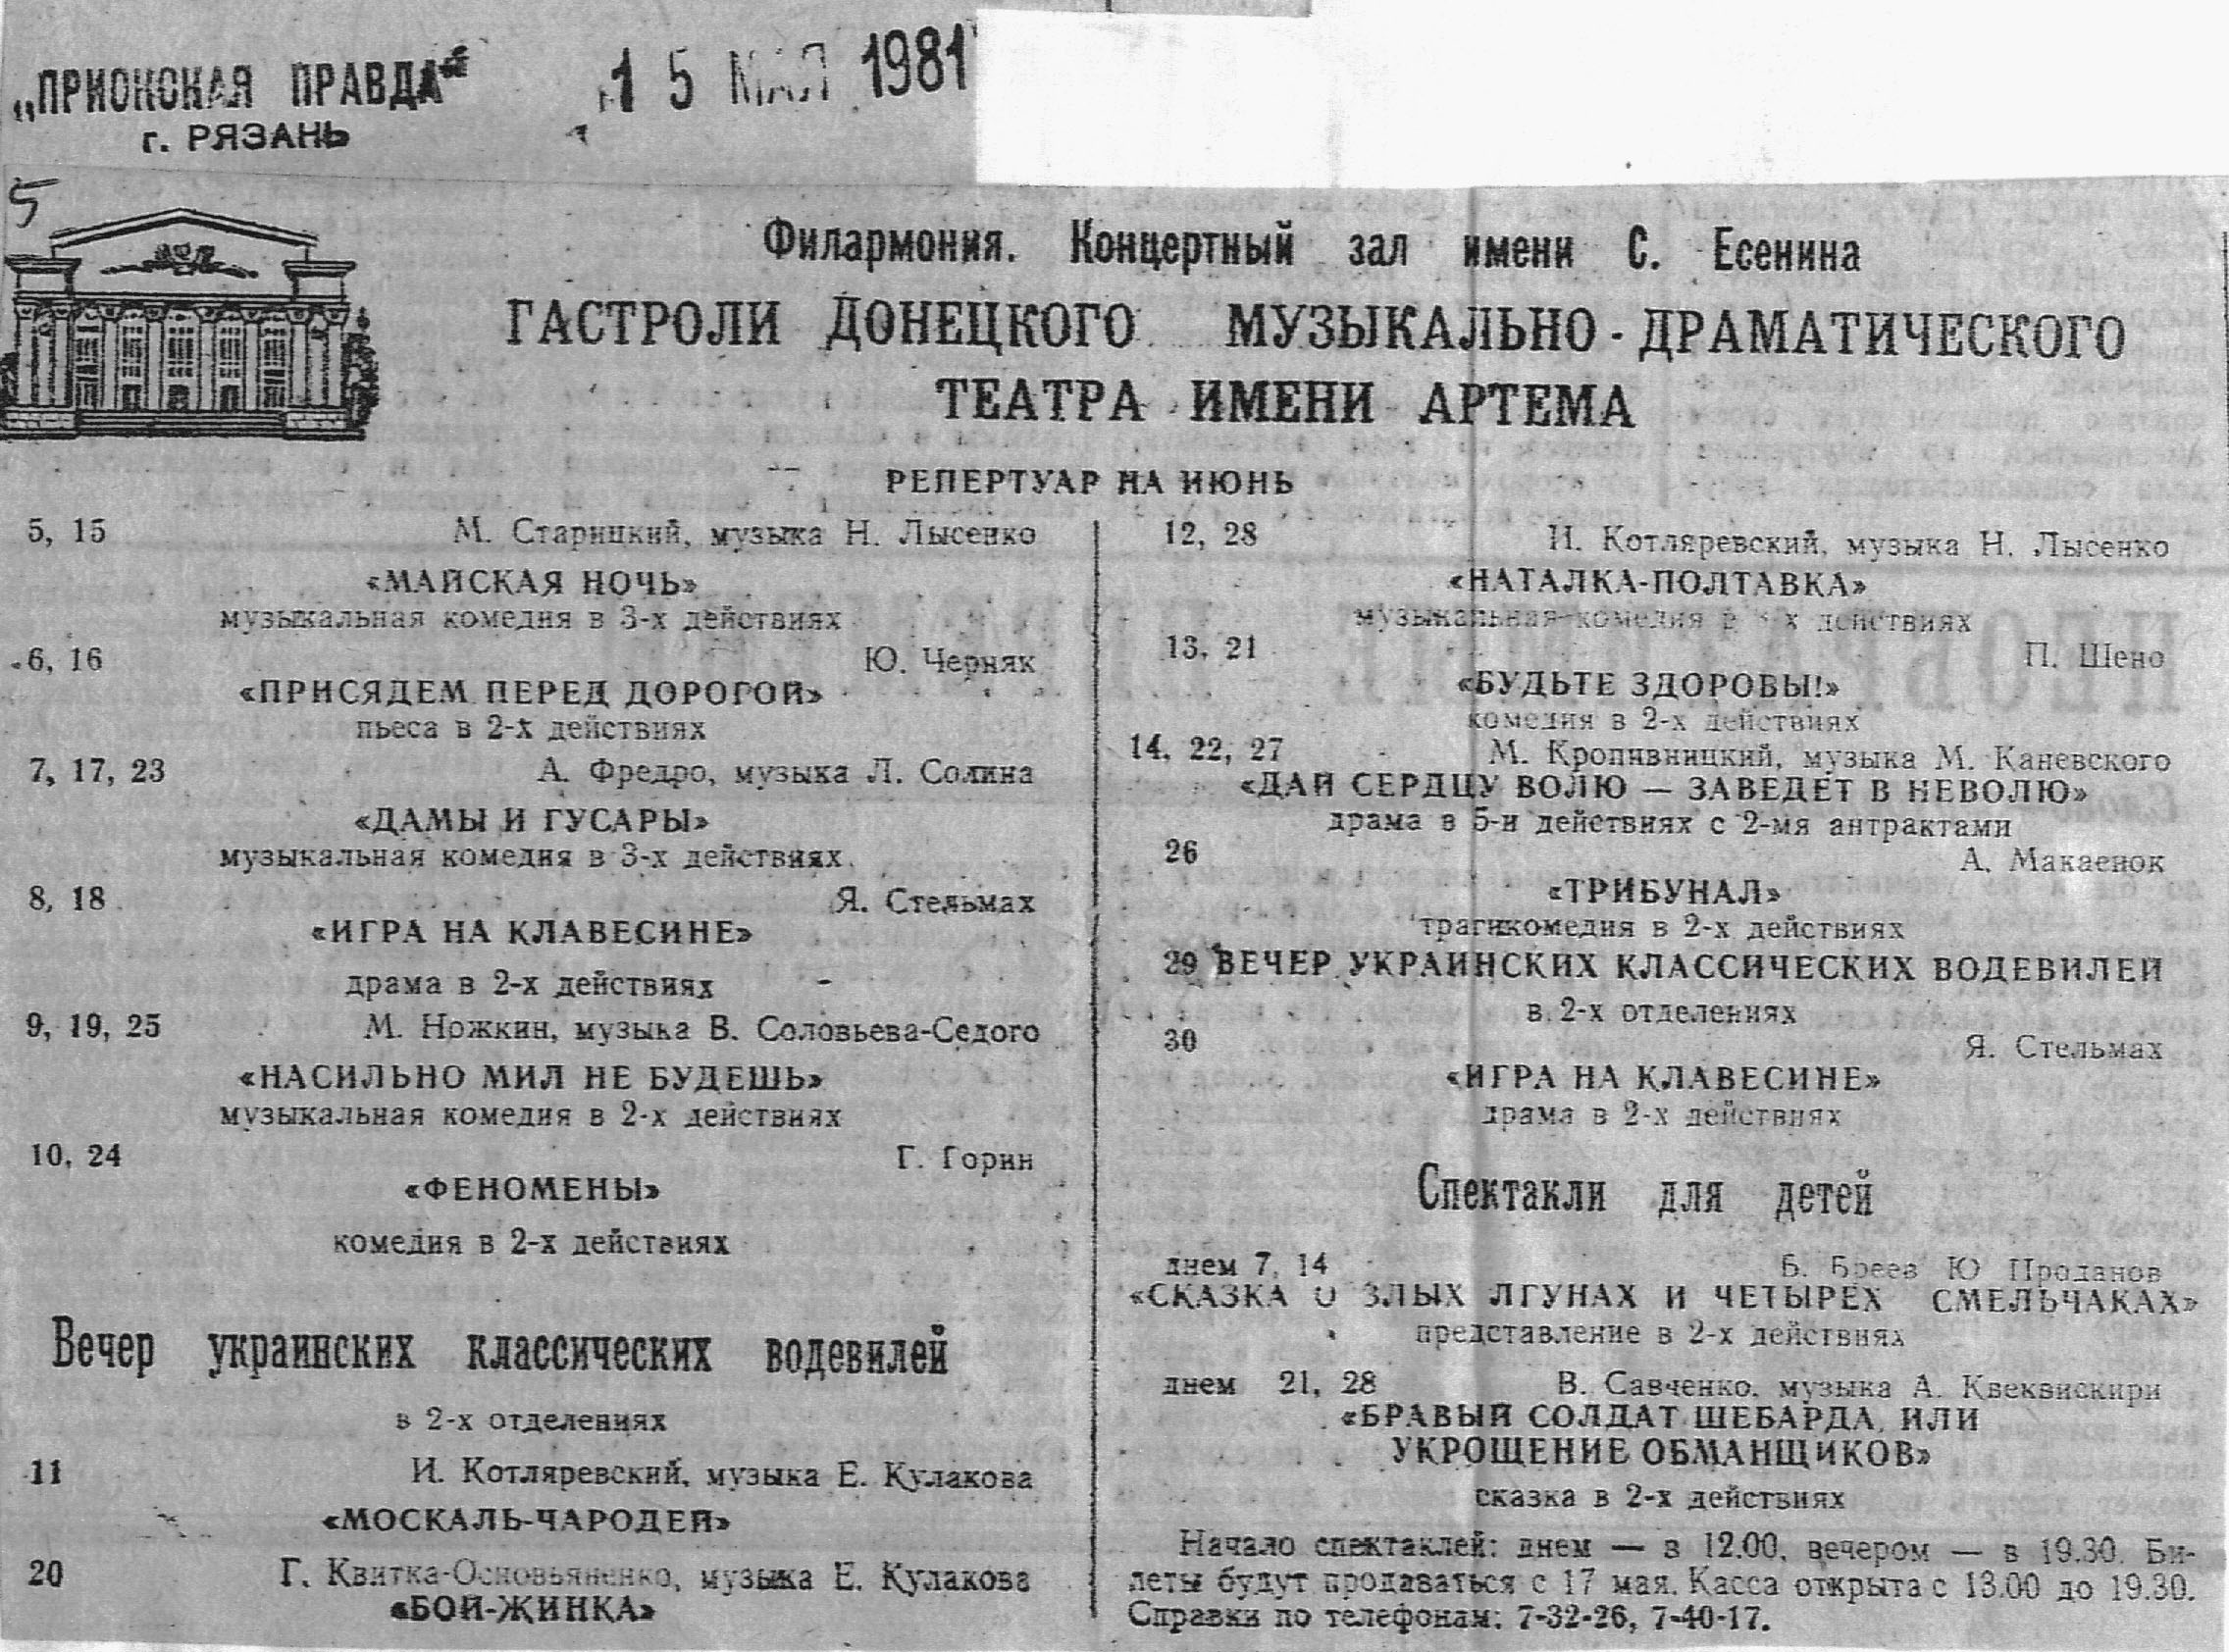 „ПРИОКСКАЯ ПРАВДА"
г. РЯЗАНЬ
15 МАЯ 1981
5
Филармония. Концертный зал имени С. Есенина
ГАСТРОЛИ ДОНЕЦКОГО МУЗЫКАЛЬНО-ДРАМАТИЧЕСКОГО
ТЕАТРА ИМЕНИ АРТЕМА
РЕПЕРТУАР НА ИЮНЬ
5, 15 М. Старицкий, музыка Н. Лысенко
«МАЙСКАЯ НОЧЬ»
музыкальная комедия в 3-х действиях
6, 16 Ю. Черняк
«ПРИСЯДЕМ ПЕРЕД ДОРОГОЙ»
пьеса в 2-х действиях
7, 17, 23 А. Фредро, музыка Л. Солина
«ДАМЫ И ГУСАРЫ»
музыкальная комедия в 3-х действиях.
8, 18 Я. Стельмах
«ИГРА НА КЛАВЕСИНЕ»
драма в 2-х действиях
9, 19, 25 М. Ножкин, музыка В. Соловьева-Седого
«НАСИЛЬНО МИЛ НЕ БУДЕШЬ»
музыкальная комедия в 2-х действиях
10, 24 Г. Горин
«ФЕНОМЕНЫ»
комедия в 2-х действиях
Вечер украинских классических водевилей
в 2-х отделениях
11 И. Котляревский, музыка Е. Кулакова
«МОСКАЛЬ-ЧАРОДЕЙ»
20 Г. Квитка-Основьяненко, музыка Е. Кулакова
«БОЙ-ЖИНКА»
12, 28 И. Котляревский, музыка Н. Лысенко
«НАТАЛКА-ПОЛТАВКА»
музыкальная комедия в х действиях
13, 21 П. Шено
«БУДЬТЕ ЗДОРОВЫ!»
комедия в 2-х действиях
14, 22, 27 М. Кропивницкий, музыка М. Каневского
«ДАЙ СЕРДЦУ ВОЛЮ — ЗАВЕДЕТ В НЕВОЛЮ»
драма в 5-и действиях с 2-мя антрактами
26 А. Макаенок
«ТРИБУНАЛ»
трагикомедия в 2-х действиях
29 ВЕЧЕР УКРАИНСКИХ КЛАССИЧЕСКИХ ВОДЕВИЛЕЙ
в 2-х отделениях
30 Я. Стельмах
«ИГРА НА КЛАВЕСИНЕ»
драма в 2-х действиях
Спектакли для детей
днем 7, 14 Б. Ю Проданов
«СКАЗКА О ЗЛЫХ ЛГУНАХ И ЧЕТЫРЕХ СМЕЛЬЧАКАХ»
представление в 2-х действиях
днем 21, 28 В. Савченко, музыка А. Квеквискири
«БРАВЫЙ СОЛДАТ ШЕБАРДА, ИЛИ
УКРОЩЕНИЕ ОБМАНЩИКОВ»
сказка в 2-х действиях
Начало спектаклей: днем — в 12.00, вечером — в 19.30. Би-
леты будут продаваться с 17 мая. Касса открыта с 13.00 до 19.30.
Справки по телефонам: 7-32-26, 7-40-17.